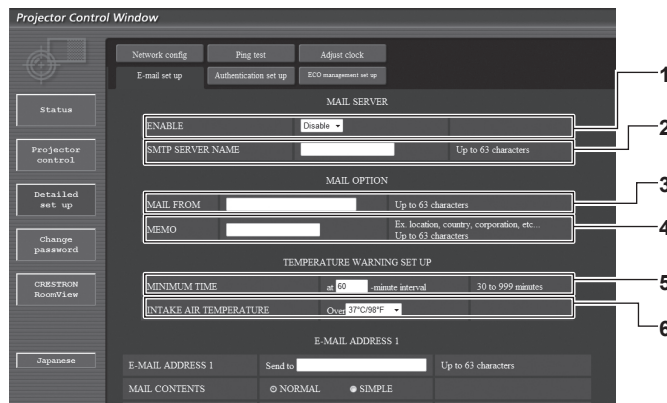 Projector Control Window
Network config Ping test Adjust clock
E-mail set up Authentication set up ECO management set up
Status
Projector control
Detailed set up
Change password
CRESTRON RoomView
Japanese
MAIL SERVER
ENABLE Disable 1
SMTP SERVER NAME Up to 63 characters 2
MAIL OPTION
MAIL FROM Up to 63 characters 3
MEMO Ex. location, country, corporation, etc... 4
Up to 63 characters
TEMPERATURE WARNING SET UP
MINIMUM TIME at 60 -minute interval 30 to 999 minutes 5
INTAKE AIR TEMPERATURE Over 37°C/98°F 6
E-MAIL ADDRESS 1
E-MAIL ADDRESS 1 Send to Up to 63 characters
MAIL CONTENTS NORMAL SIMPLE